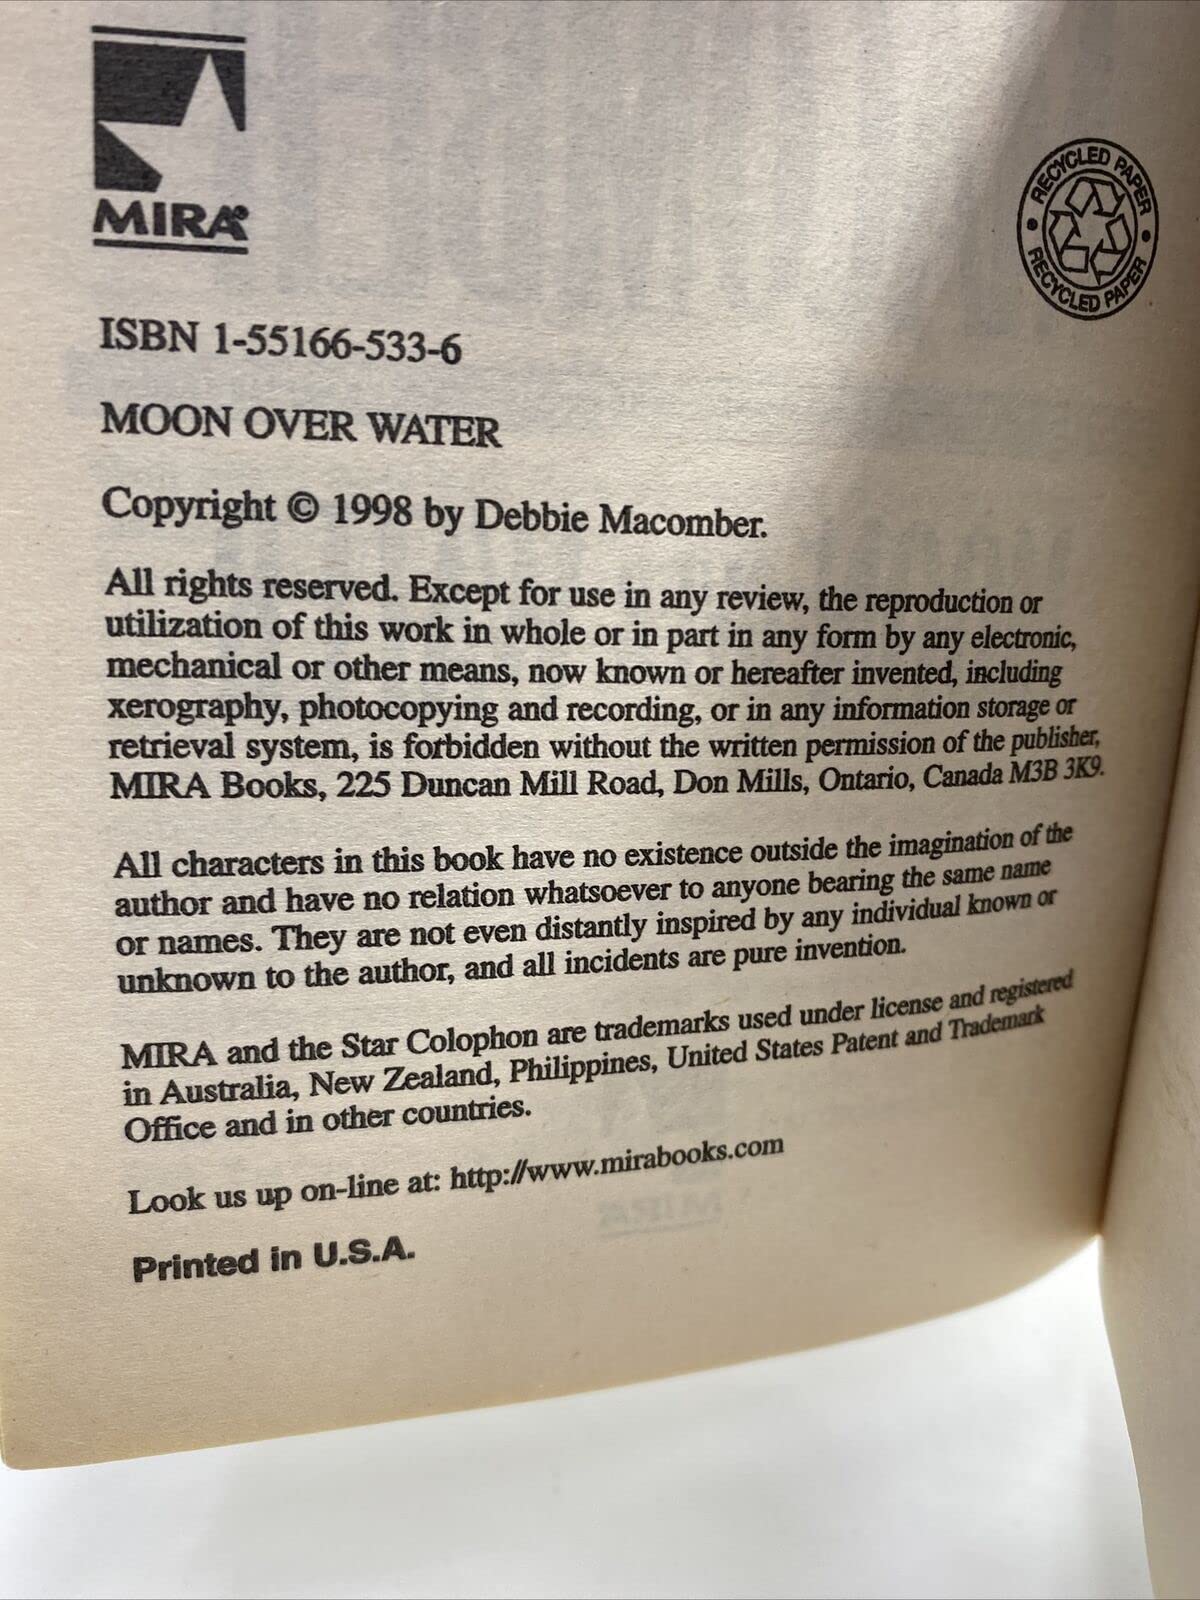 MIRA®
RECYCLED PAPER
RECYCLED PAPER
ISBN 1-55166-533-6
MOON OVER WATER
Copyright © 1998 by Debbie Macomber.
All rights reserved. Except for use in any review, the reproduction or
utilization of this work in whole or in part in any form by any electronic,
mechanical or other means, now known or hereafter invented, including
xerography, photocopying and recording, or in any information storage or
retrieval system, is forbidden without the written permission of the publisher,
MIRA Books, 225 Duncan Mill Road, Don Mills, Ontario, Canada M3B 3K9.
All characters in this book have no existence outside the imagination of the
author and have no relation whatsoever to anyone bearing the same name
or names. They are not even distantly inspired by any individual known or
unknown to the author, and all incidents are pure invention.
MIRA and the Star Colophon are trademarks used under license and registered
in Australia, New Zealand, Philippines, United States Patent and Trademark
Office and in other countries.
Look us up on-line at: http://www.mirabooks.com
Printed in U.S.A.